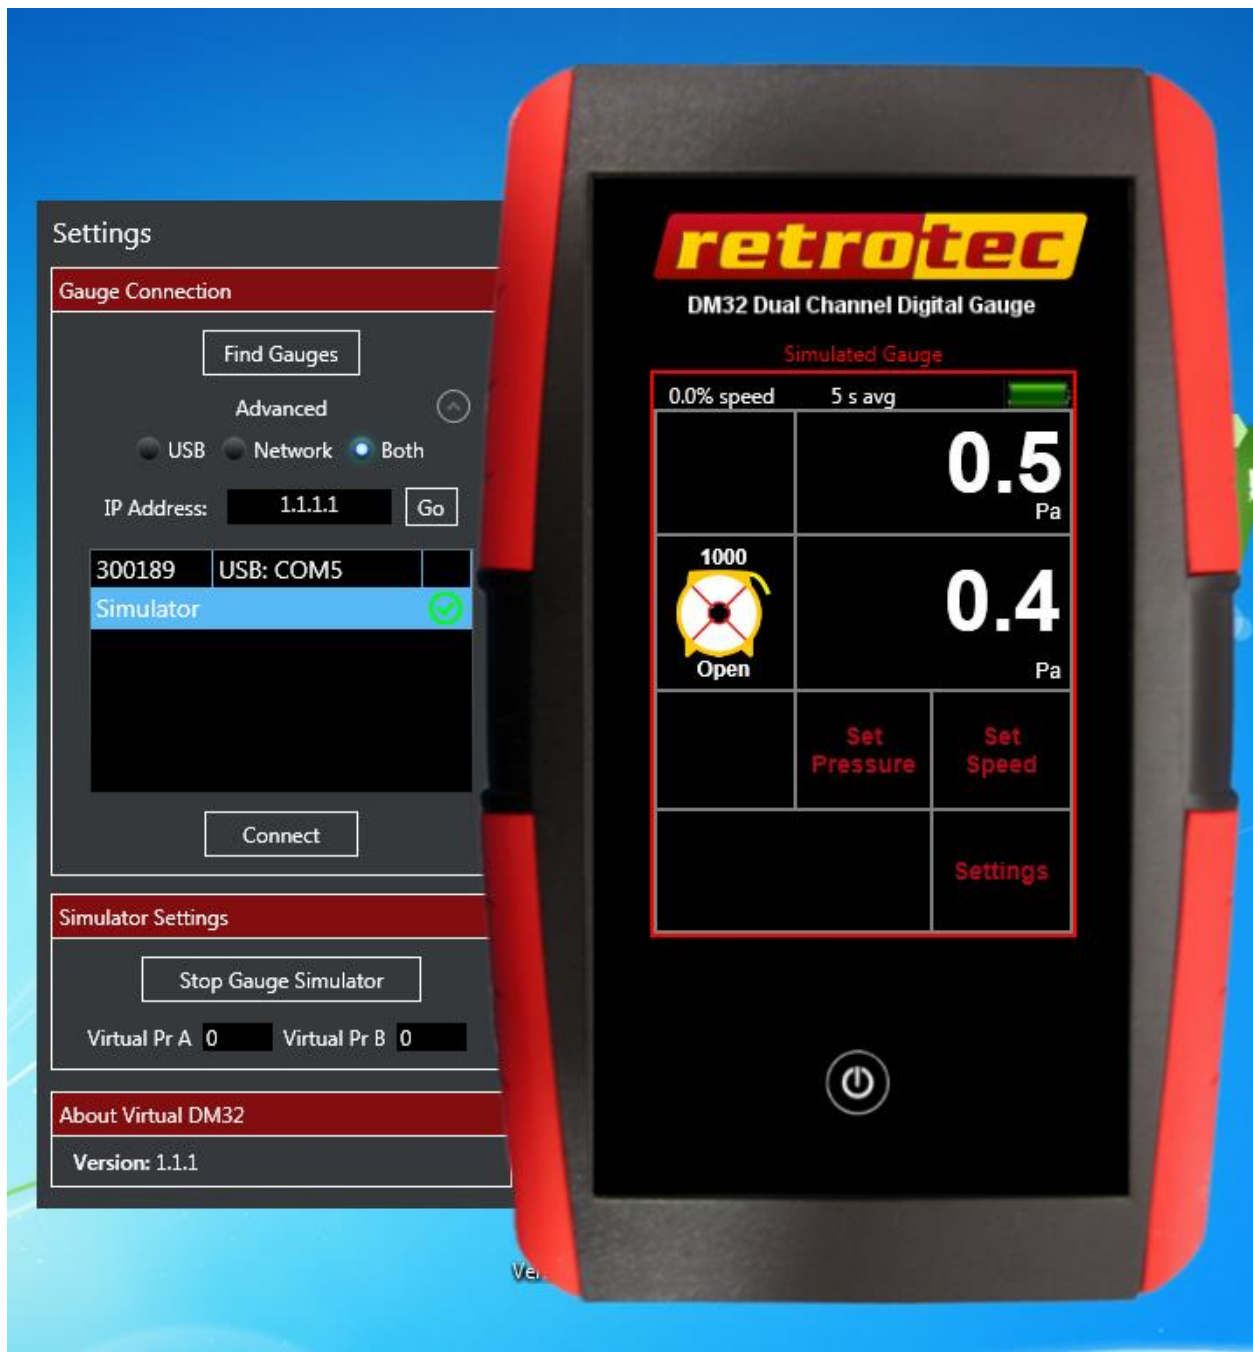 Settings
Gauge Connection
Find Gauges
Advanced
USB Network Both
IP Address: 1.1.1.1 Go
300189 USB: COM5
Simulator
Connect
Simulator Settings
Stop Gauge Simulator
Virtual Pr A 0 Virtual Pr B 0
About Virtual DM32
Version: 1.1.1
retrotec
DM32 Dual Channel Digital Gauge
Simulated Gauge
0.0% speed 5 s avg
0.5
Pa
1000
0.4
Open
Pa
Set Pressure
Set Speed
Settings